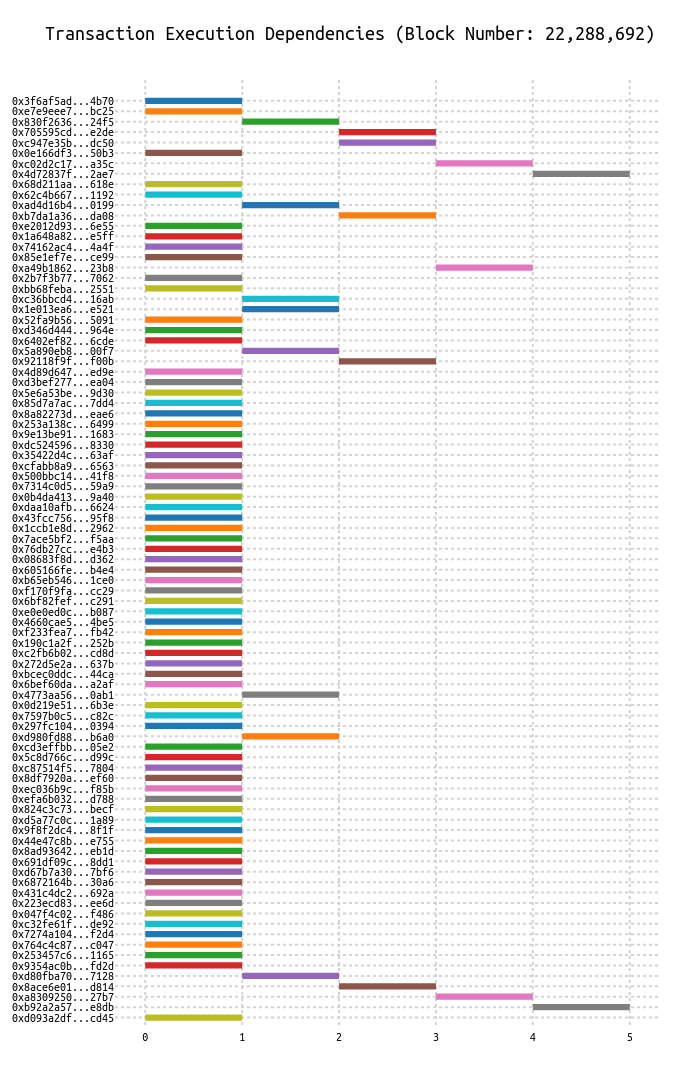 Transaction Execution Dependencies (Block Number: 22,288,692)
0x3f6af5ad...4b70
0xe7e9eee7...bc25
0x830f2636...24f5
0x705595cd...e2de
0xc947e35b...dc50
0x0e166df3...50b3
0xc02d2c17...a35c
0x4d72837f...2ae7
0x68d211aa...618e
0x62c4b667...1192
0xad4d16b4...0199
0xb7da1a36...da08
0xe2012d93...6e55
0x1a648a82...e5ff
0x74162ac4...4a4f
0x85e1ef7e...ce99
0xa49b1862...23b8
0x2b7f3b77...7062
0xbb68feba...2551
0xc36bbcd4...16ab
0x1e013ea6...e521
0x52fa9b56...5091
0xd346d444...964e
0x6402ef82...6cde
0x5a890eb8...00f7
0x92118f9f...f00b
0x4d89d647...ed9e
0xd3bef277...ea04
0x5e6a53be...9d30
0x85d7a7ac...7dd4
0x8a82273d...eae6
0x253a138c...6499
0x9e13be91...1683
0xdc524596...8330
0x35422d4c...63af
0xcfabb8a9...6563
0x500bbc14...41f8
0x7314c0d5...59a9
0x0b4da413...9a40
0xdaa10afb...6624
0x43fcc756...95f8
0x1ccb1e8d...2962
0x7ace5bf2...f5aa
0x76db27cc...e4b3
0x08683f8d...d362
0x605166fe...b4e4
0xb65eb546...1ce0
0xf170f9fa...cc29
0x6bf82fef...c291
0xe0e0ed0c...b087
0x4660cae5...4be5
0xf233fea7...fb42
0x190c1a2f...252b
0xc2fb6b02...cd8d
0x272d5e2a...637b
0xbcec0ddc...44ca
0x6bef60da...a2af
0x4773aa56...0ab1
0x0d219e51...6b3e
0x7597b0c5...c82c
0x297fc104...0394
0xd980fd88...b6a0
0xcd3effbb...05e2
0x5c8d766c...d99c
0xc87514f5...7804
0x8df7920a...ef60
0xec036b9c...f85b
0xefa6b032...d788
0x824c3c73...becf
0xd5a77c0c...1a89
0x9f8f2dc4...8f1f
0x44e47c8b...e755
0x8ad93642...eb1d
0x691df09c...8dd1
0xd67b7a30...7bf6
0x6872164b...30a6
0x431c4dc2...692a
0x223ecd83...ee6d
0x047f4c02...f486
0xc32fe61f...de92
0x7274a104...f2d4
0x764c4c87...c047
0x253457c6...1165
0x9354ac0b...fd2d
0xd80fba70...7128
0x8ace6e01...d814
0xa8309250...27b7
0xb92a2a57...e8db
0xd093a2df...cd45
0 1 2 3 4 5